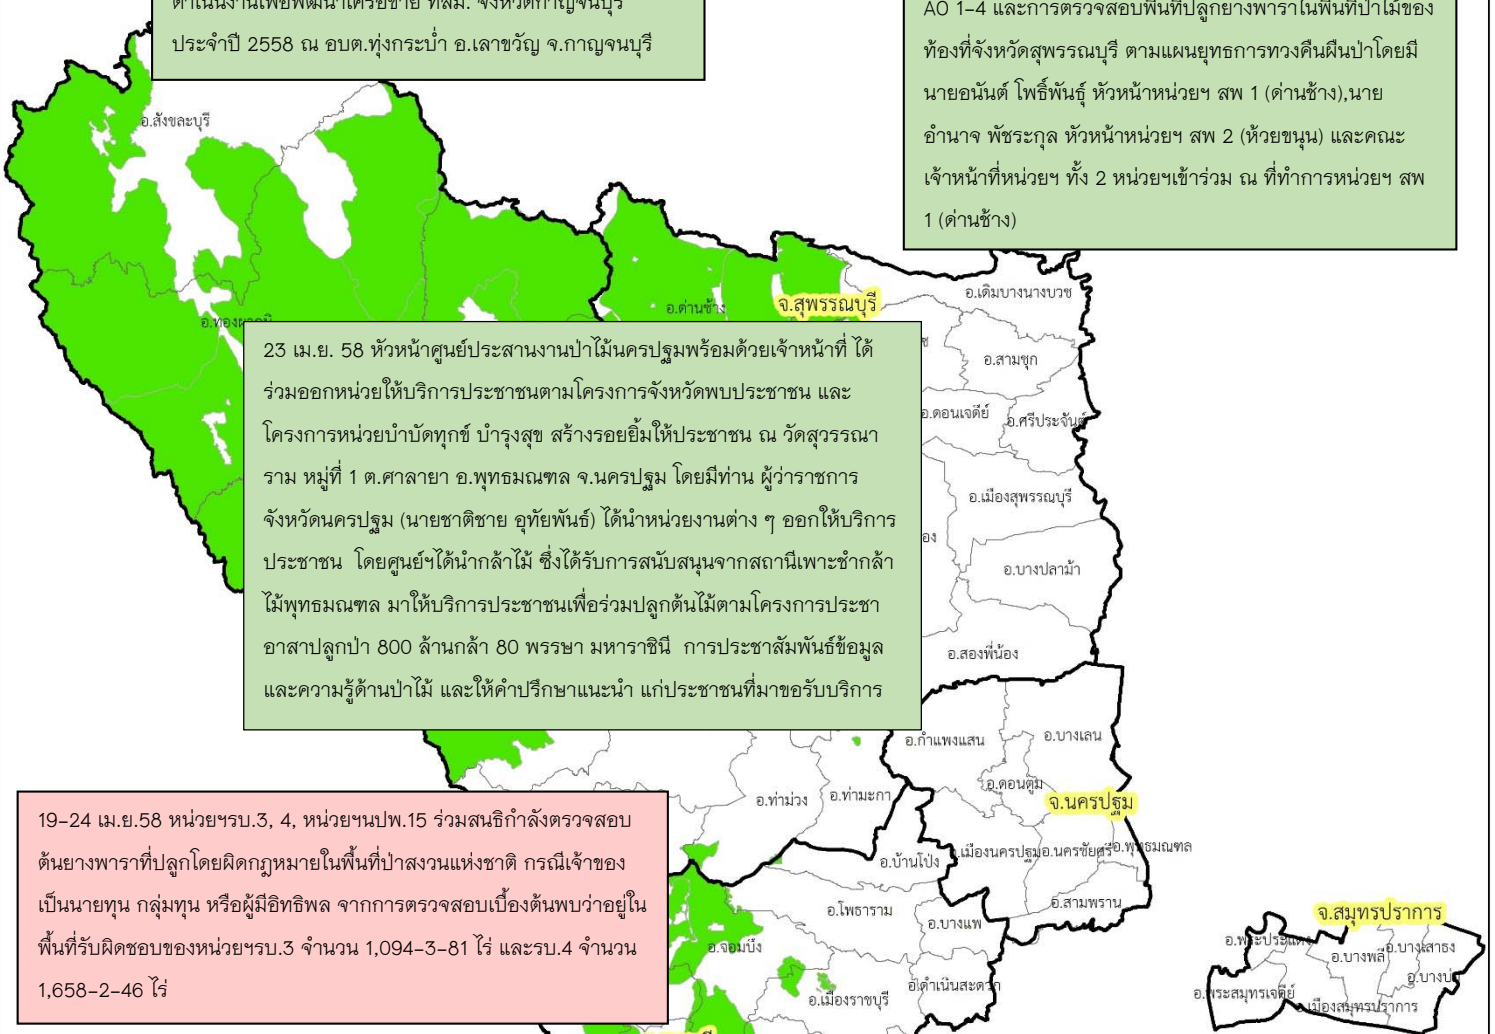 ดำเนินงานเพื่อพัฒนาเครือข่าย ทสม. จังหวัดกาญจนบุรี
ประจำปี 2558 ณ อบต.ทุ่งกระบ่ำ อ.เลาขวัญ จ.กาญจนบุรี
AO 1-4 และการตรวจสอบพื้นที่ปลูกยางพาราในพื้นที่ป่าไม้ของ
ท้องที่จังหวัดสุพรรณบุรี ตามแผนยุทธการทวงคืนผืนป่าโดยมี
นายอนันต์ โพธิ์พันธุ์ หัวหน้าหน่วยฯ สพ 1 (ด่านช้าง),นาย
อำนาจ พัชระกุล หัวหน้าหน่วยฯ สพ 2 (ห้วยขนุน) และคณะ
เจ้าหน้าที่หน่วยฯ ทั้ง 2 หน่วยฯเข้าร่วม ณ ที่ทำการหน่วยฯ สพ
1 (ด่านช้าง)
อ.สังขละบุรี
อ.ด่านช้าง
จ.สุพรรณบุรี
อ.เดิมบางนางบวช
อ.สามชุก
อ.ดอนเจดีย์
อ.ศรีประจันต์
อ.เมืองสุพรรณบุรี
อ.บางปลาม้า
อ.สองพี่น้อง
23 เม.ย. 58 หัวหน้าศูนย์ประสานงานป่าไม้นครปฐมพร้อมด้วยเจ้าหน้าที่ ได้
ร่วมออกหน่วยให้บริการประชาชนตามโครงการจังหวัดพบประชาชน และ
โครงการหน่วยบำบัดทุกข์ บำรุงสุข สร้างรอยยิ้มให้ประชาชน ณ วัดสุวรรณา
ราม หมู่ที่ 1 ต.ศาลายา อ.พุทธมณฑล จ.นครปฐม โดยมีท่าน ผู้ว่าราชการ
จังหวัดนครปฐม (นายชาติชาย อุทัยพันธ์) ได้นำหน่วยงานต่าง ๆ ออกให้บริการ
ประชาชน โดยศูนย์ฯได้นำกล้าไม้ ซึ่งได้รับการสนับสนุนจากสถานีเพาะชำกล้า
ไม้พุทธมณฑล มาให้บริการประชาชนเพื่อร่วมปลูกต้นไม้ตามโครงการประชา
อาสาปลูกป่า 800 ล้านกล้า 80 พรรษา มหาราชินี การประชาสัมพันธ์ข้อมูล
และความรู้ด้านป่าไม้ และให้คำปรึกษาแนะนำ แก่ประชาชนที่มาขอรับบริการ
อ.กำแพงแสน
อ.บางเลน
อ.ดอนตูม
จ.นครปฐม
อ.ท่าม่วง
อ.ท่ามะกา
อ.บ้านโป่ง
อ.เมืองนครปฐม
อ.นครชัยศรี
อ.พุทธมณฑล
อ.สามพราน
19-24 เม.ย.58 หน่วยฯรบ.3, 4, หน่วยฯนปพ.15 ร่วมสนธิกำลังตรวจสอบ
ต้นยางพาราที่ปลูกโดยผิดกฎหมายในพื้นที่ป่าสงวนแห่งชาติ กรณีเจ้าของ
เป็นนายทุน กลุ่มทุน หรือผู้มีอิทธิพล จากการตรวจสอบเบื้องต้นพบว่าอยู่ใน
พื้นที่รับผิดชอบของหน่วยฯรบ.3 จำนวน 1,094-3-81 ไร่ และรบ.4 จำนวน
1,658-2-46 ไร่
อ.โพธาราม
อ.บางแพ
อ.จอมบึง
อ.เมืองราชบุรี
อ.ดำเนินสะดวก
จ.สมุทรปราการ
อ.พระประแดง
อ.บางพลี
อ.บางเสาธง
อ.บางบ่อ
อ.พระสมุทรเจดีย์
อ.เมืองสมุทรปราการ